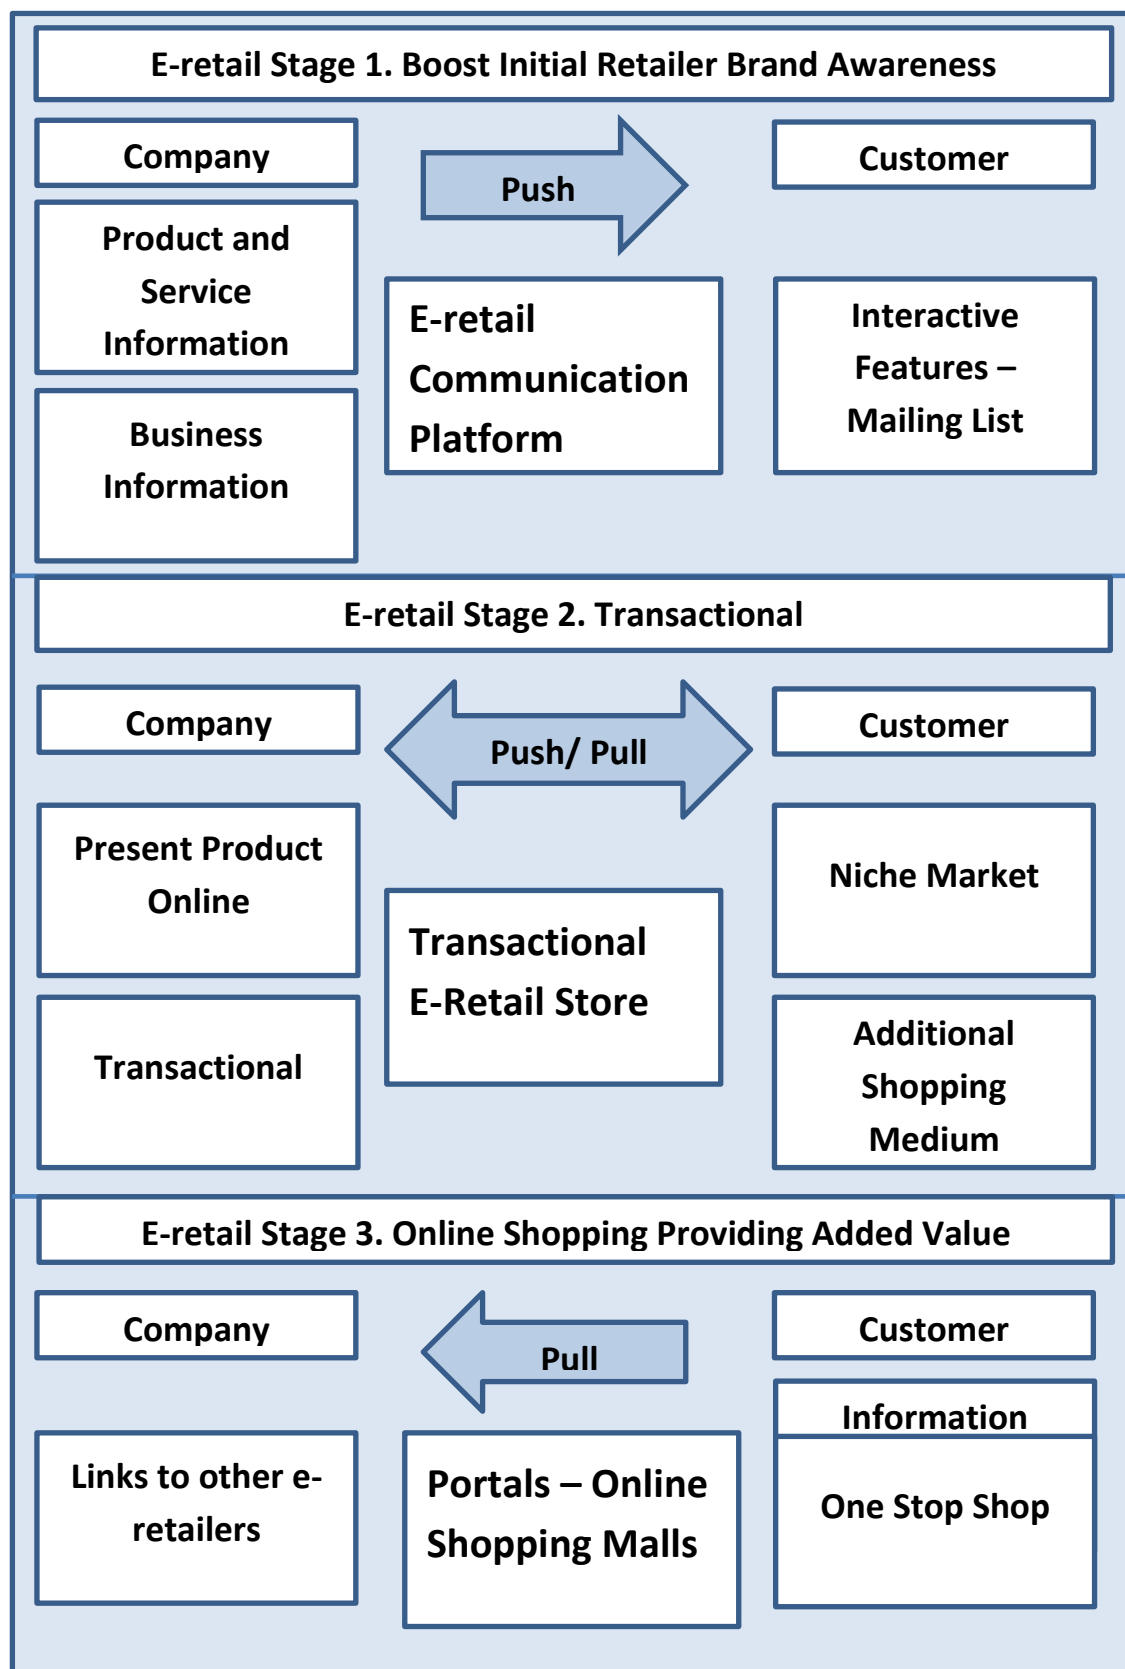 E-retail Stage 1. Boost Initial Retailer Brand Awareness
Company
Push
Customer
Product and
Service
Information
E-retail
Communication
Platform
Interactive
Features –
Mailing List
Business
Information
E-retail Stage 2. Transactional
Company
Push/ Pull
Customer
Present Product
Online
Niche Market
Transactional
E-Retail Store
Transactional
Additional
Shopping
Medium
E-retail Stage 3. Online Shopping Providing Added Value
Company
Pull
Customer
Information
Links to other e-
retailers
Portals – Online
Shopping Malls
One Stop Shop